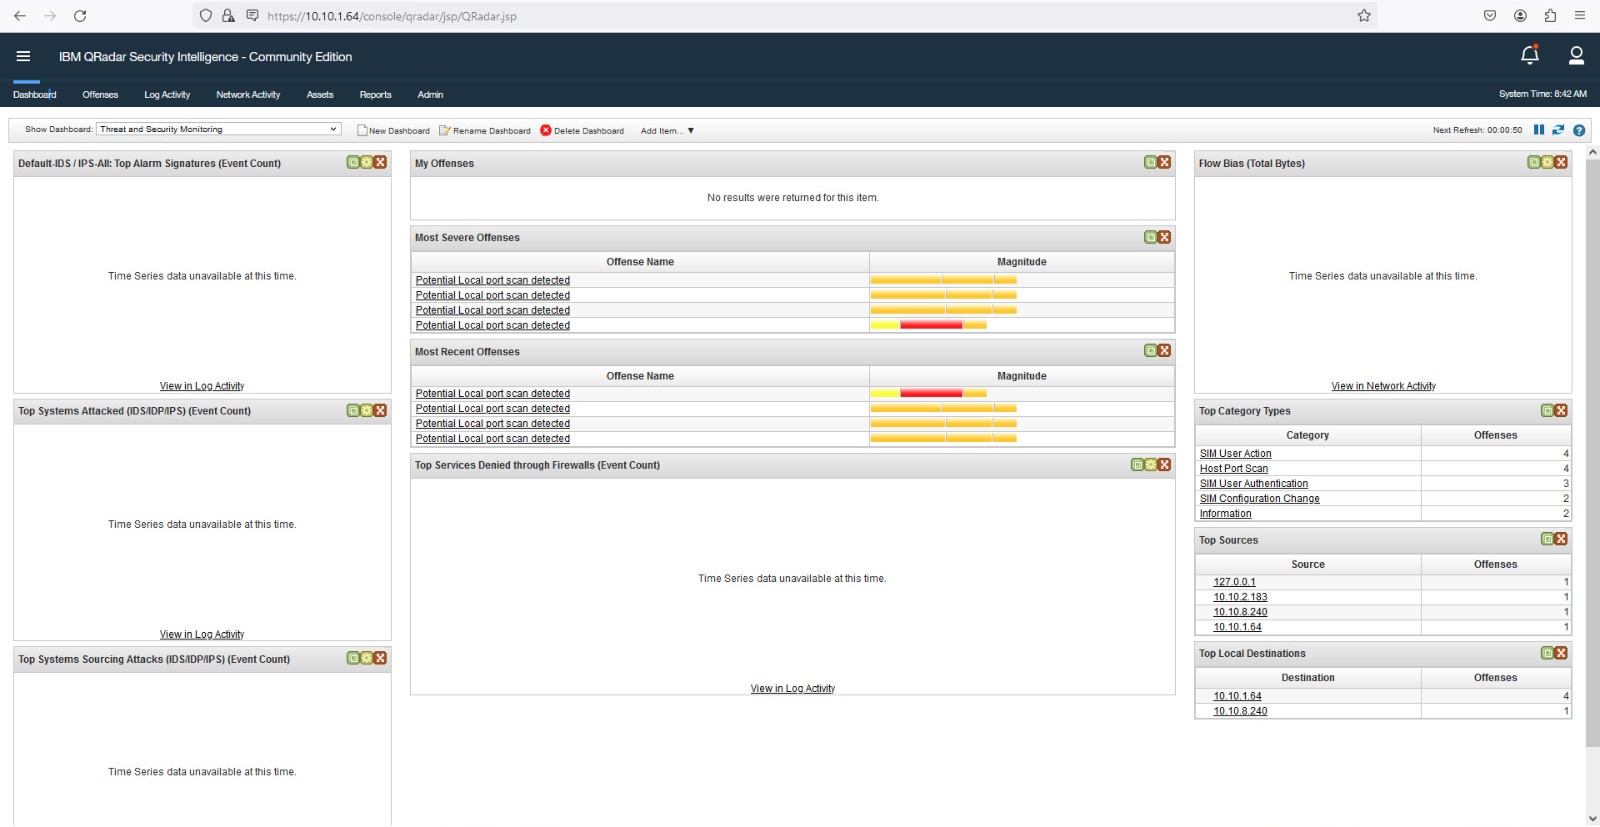 https://10.10.1.64/console/qradar/jsp/QRadar.jsp
IBM QRadar Security Intelligence - Community Edition
Dashboard Offenses Log Activity Network Activity Assets Reports Admin System Time: 8:42 AM
Show Dashboard: Threat and Security Monitoring New Dashboard Rename Dashboard Delete Dashboard Add Item... ▼ Next Refresh: 00:00:50
Default-IDS / IPS-All: Top Alarm Signatures (Event Count)
Time Series data unavailable at this time.
View in Log Activity
Top Systems Attacked (IDS/IDP/IPS) (Event Count)
Time Series data unavailable at this time.
View in Log Activity
Top Systems Sourcing Attacks (IDS/IDP/IPS) (Event Count)
Time Series data unavailable at this time.
My Offenses
No results were returned for this item.
Most Severe Offenses
Offense Name Magnitude
Potential Local port scan detected
Potential Local port scan detected
Potential Local port scan detected
Potential Local port scan detected
Most Recent Offenses
Offense Name Magnitude
Potential Local port scan detected
Potential Local port scan detected
Potential Local port scan detected
Potential Local port scan detected
Top Services Denied through Firewalls (Event Count)
Time Series data unavailable at this time.
View in Log Activity
Flow Bias (Total Bytes)
Time Series data unavailable at this time.
View in Network Activity
Top Category Types
Category Offenses
SIM User Action 4
Host Port Scan 4
SIM User Authentication 3
SIM Configuration Change 2
Information 2
Top Sources
Source Offenses
127.0.0.1 1
10.10.2.183 1
10.10.8.240 1
10.10.1.64 1
Top Local Destinations
Destination Offenses
10.10.1.64 4
10.10.8.240 1